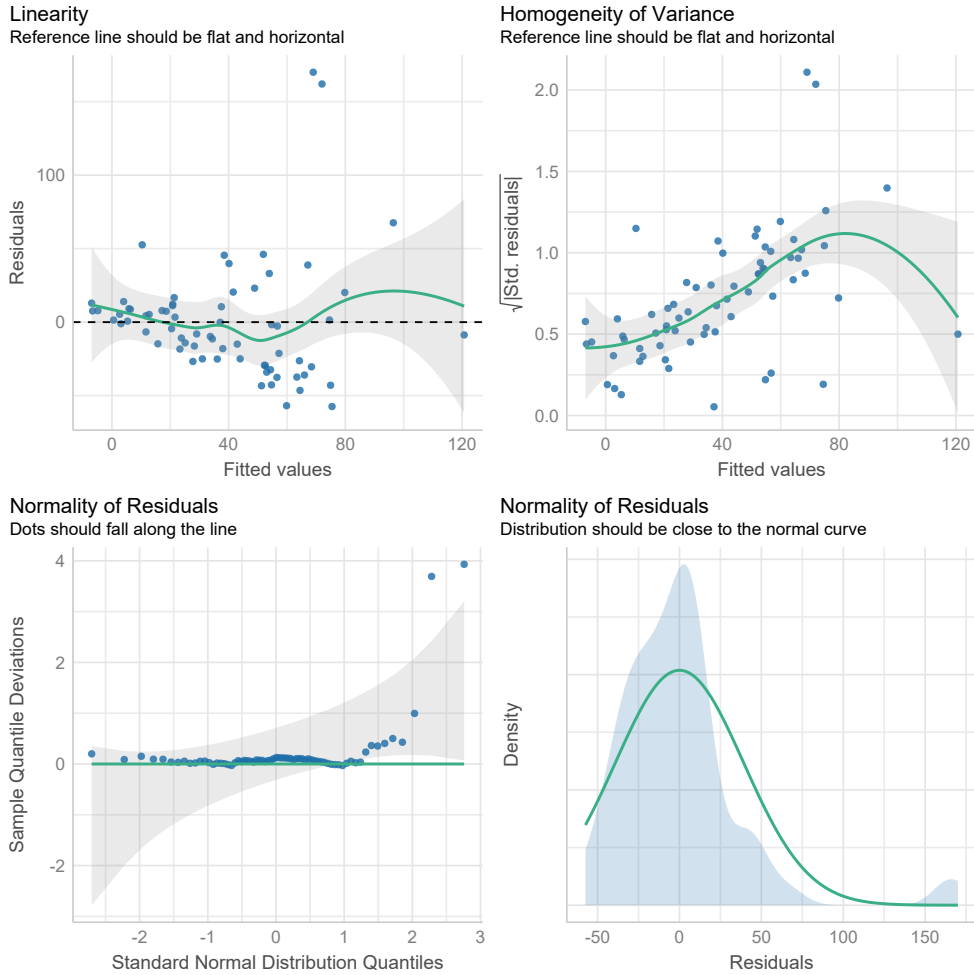 Linearity
Reference line should be flat and horizontal
Residuals
100
0
0
40
80
120
Fitted values
Homogeneity of Variance
Reference line should be flat and horizontal
√|Std. residuals|
2.0
1.5
1.0
0.5
0.0
0
40
80
120
Fitted values
Normality of Residuals
Dots should fall along the line
Sample Quantile Deviations
4
2
0
-2
-2
-1
0
1
2
3
Standard Normal Distribution Quantiles
Normality of Residuals
Distribution should be close to the normal curve
Density
-50
0
50
100
150
Residuals